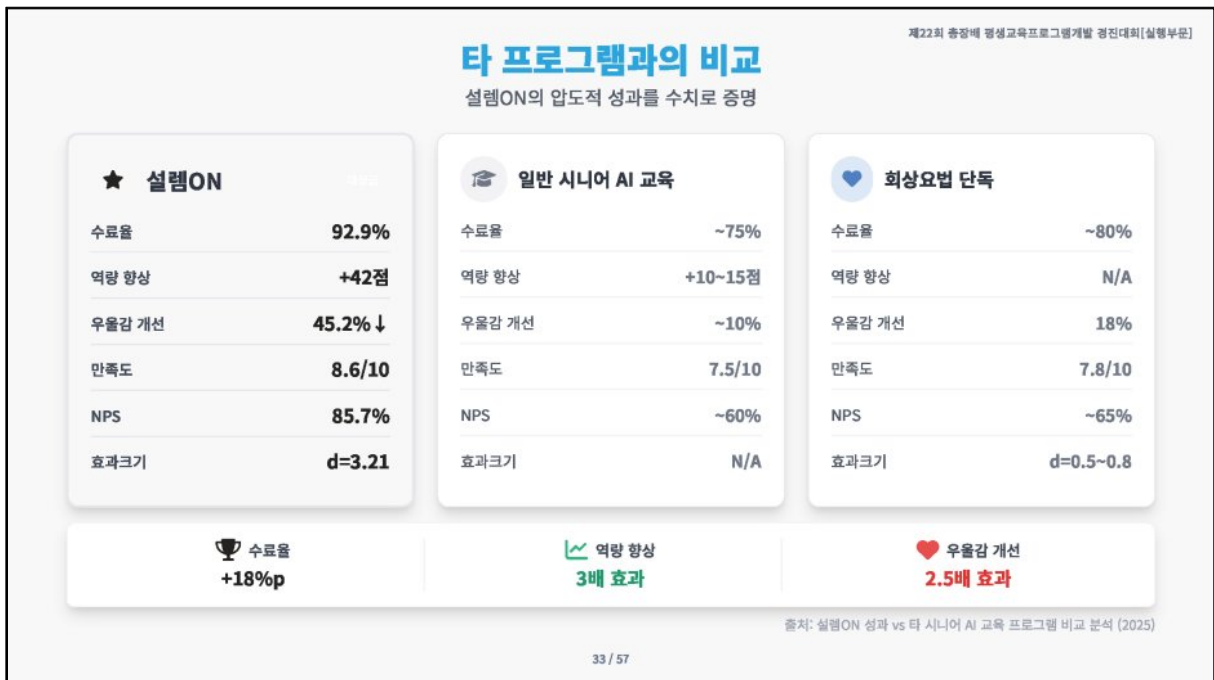 제22회 총장배 평생교육프로그램개발 경진대회[실행부문]
타 프로그램과의 비교
설렘ON의 압도적 성과를 수치로 증명
설렘ON
수료율 92.9%
역량 향상 +42점
우울감 개선 45.2%↓
만족도 8.6/10
NPS 85.7%
효과크기 d=3.21
일반 시니어 AI 교육
수료율 ~75%
역량 향상 +10~15점
우울감 개선 ~10%
만족도 7.5/10
NPS ~60%
효과크기 N/A
회상요법 단독
수료율 ~80%
역량 향상 N/A
우울감 개선 18%
만족도 7.8/10
NPS ~65%
효과크기 d=0.5~0.8
수료율
+18%p
역량 향상
3배 효과
우울감 개선
2.5배 효과
출처: 설렘ON 성과 vs 타 시니어 AI 교육 프로그램 비교 분석 (2025)
33 / 57